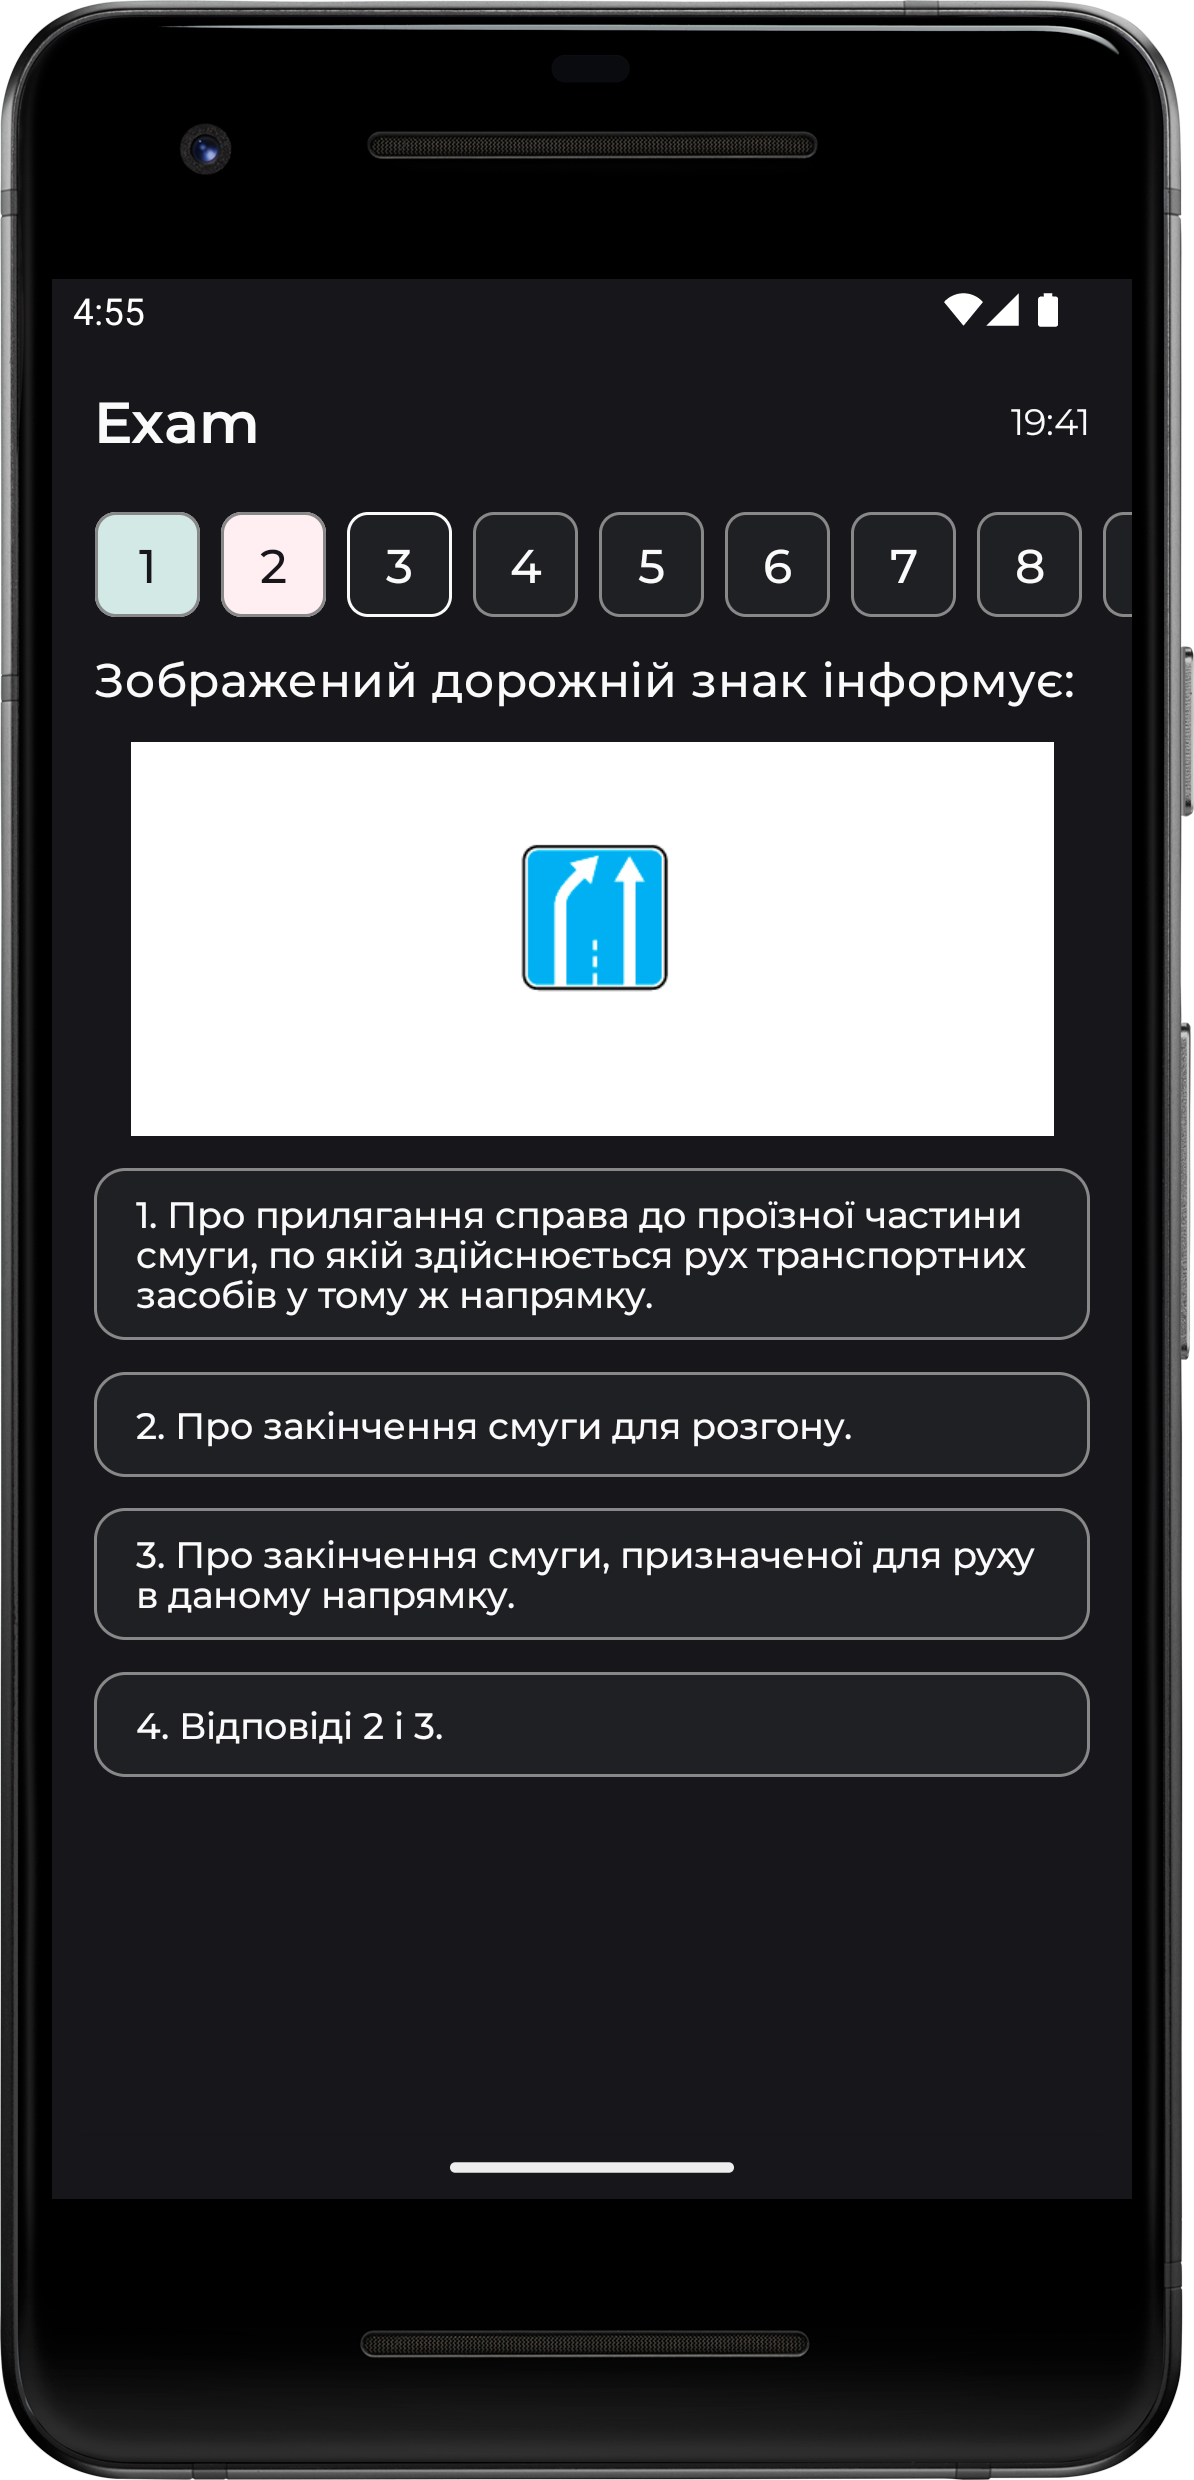 4:55
Exam
19:41
1 2 3 4 5 6 7 8
Зображений дорожній знак інформує:
1. Про прилягання справа до проїзної частини
смуги, по якій здійснюється рух транспортних
засобів у тому ж напрямку.
2. Про закінчення смуги для розгону.
3. Про закінчення смуги, призначеної для руху
в даному напрямку.
4. Відповіді 2 і 3.